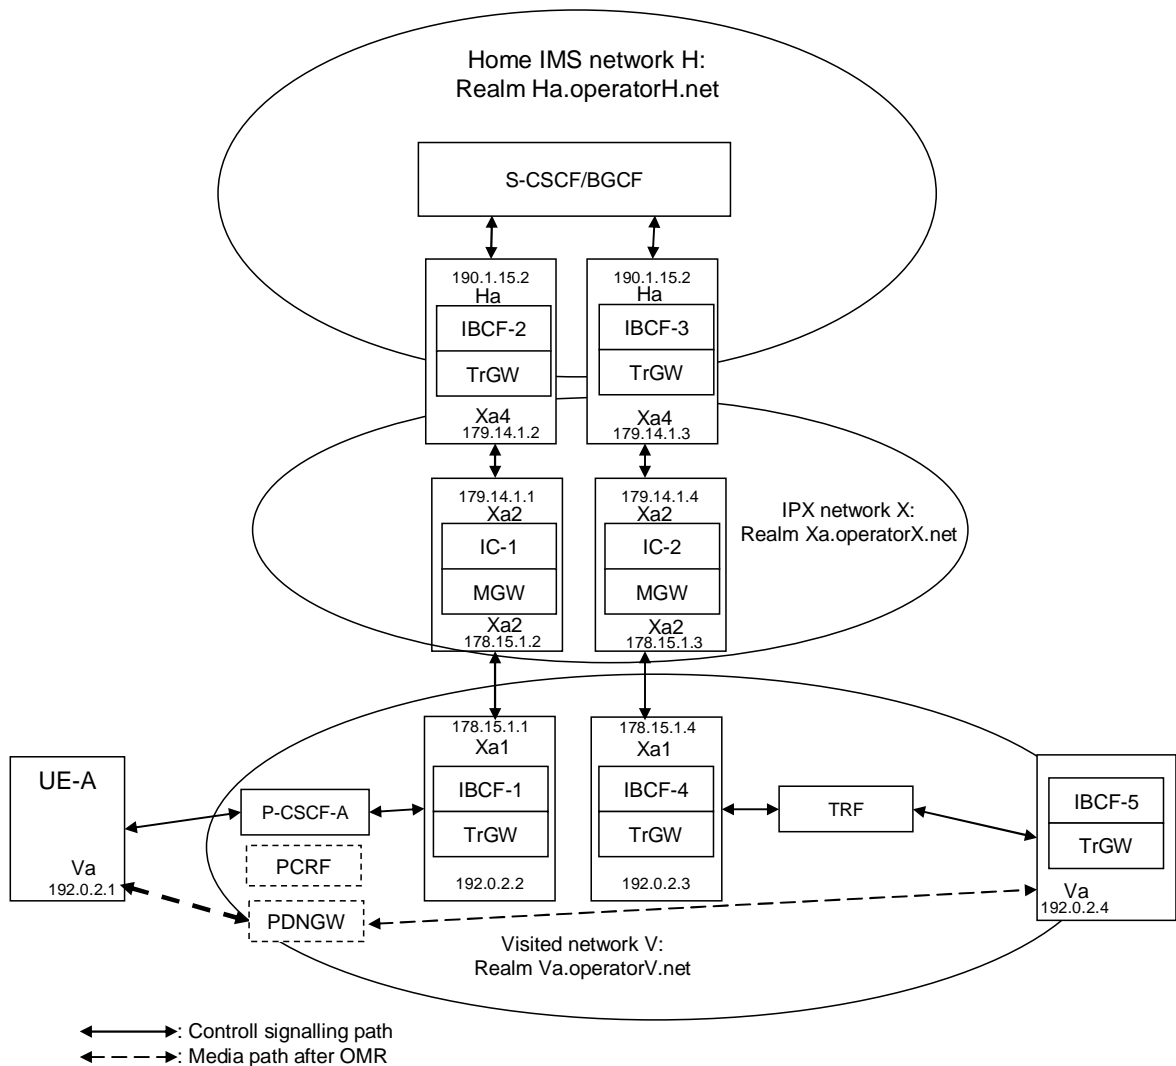 Home IMS network H:
Realm Ha.operatorH.net
S-CSCF/BGCF
190.1.15.2
Ha
IBCF-2
TrGW
Xa4
179.14.1.2
190.1.15.2
Ha
IBCF-3
TrGW
Xa4
179.14.1.3
179.14.1.1
Xa2
IC-1
MGW
Xa2
178.15.1.2
179.14.1.4
Xa2
IC-2
MGW
Xa2
178.15.1.3
IPX network X:
Realm Xa.operatorX.net
UE-A
Va
192.0.2.1
P-CSCF-A
PCRF
PDNGW
178.15.1.1
Xa1
IBCF-1
TrGW
192.0.2.2
178.15.1.4
Xa1
IBCF-4
TrGW
192.0.2.3
TRF
IBCF-5
TrGW
Va
192.0.2.4
Visited network V:
Realm Va.operatorV.net
: Controll signalling path
: Media path after OMR